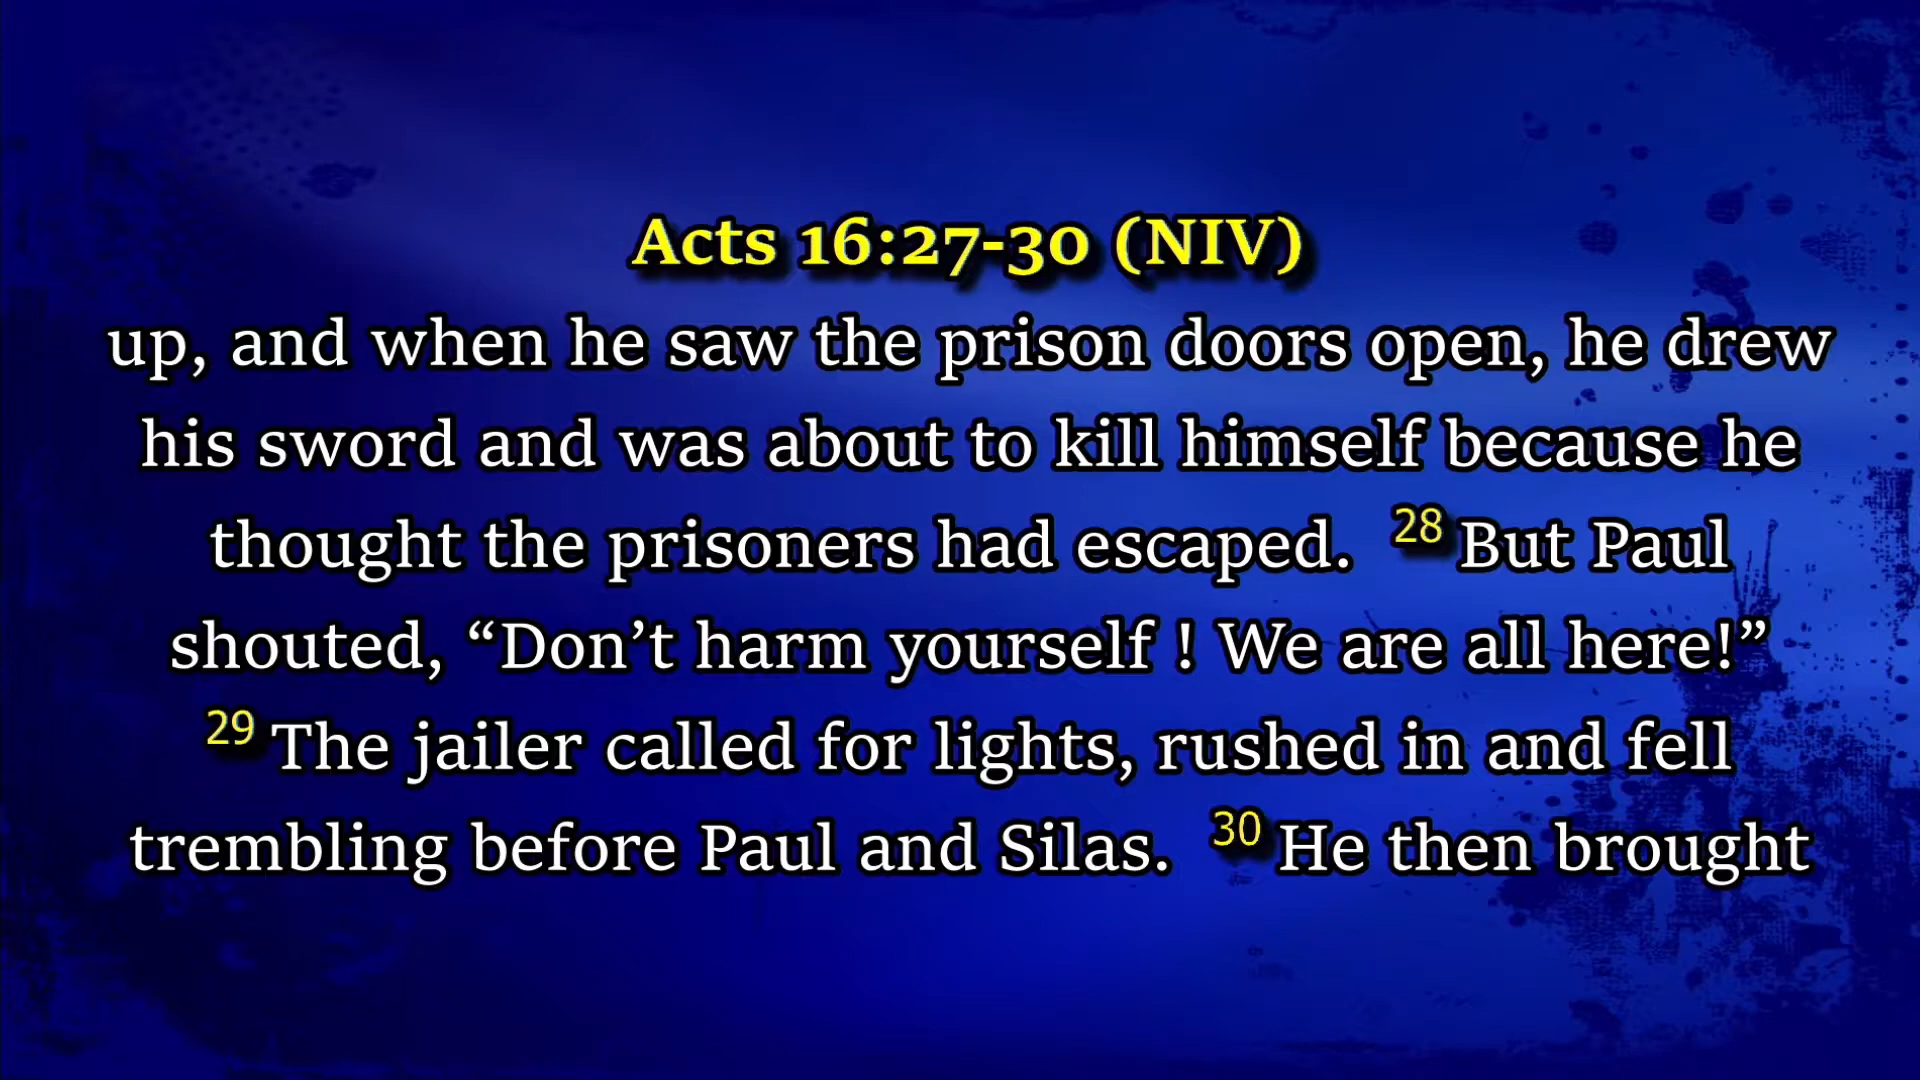 Acts 16:27-30 (NIV)
up, and when he saw the prison doors open, he drew
his sword and was about to kill himself because he
thought the prisoners had escaped. 28 But Paul
shouted, “Don’t harm yourself ! We are all here!”
29 The jailer called for lights, rushed in and fell
trembling before Paul and Silas. 30 He then brought